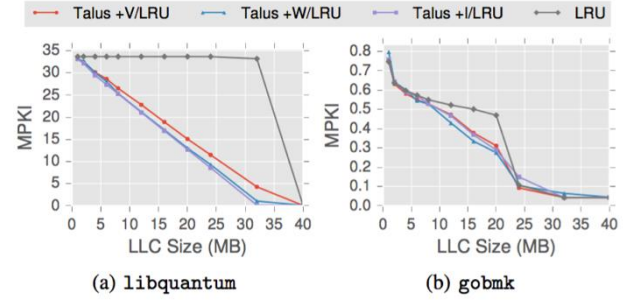 Talus +V/LRU Talus +W/LRU Talus +I/LRU LRU
35
30
25
20
15
10
5
0
MPKI
0 1 5 10 15 20 25 30 35 40
LLC Size (MB)
(a) libquantum
0.8
0.7
0.6
0.5
0.4
0.3
0.2
0.1
0.0
MPKI
0 1 5 10 15 20 25 30 35 40
LLC Size (MB)
(b) gobmk